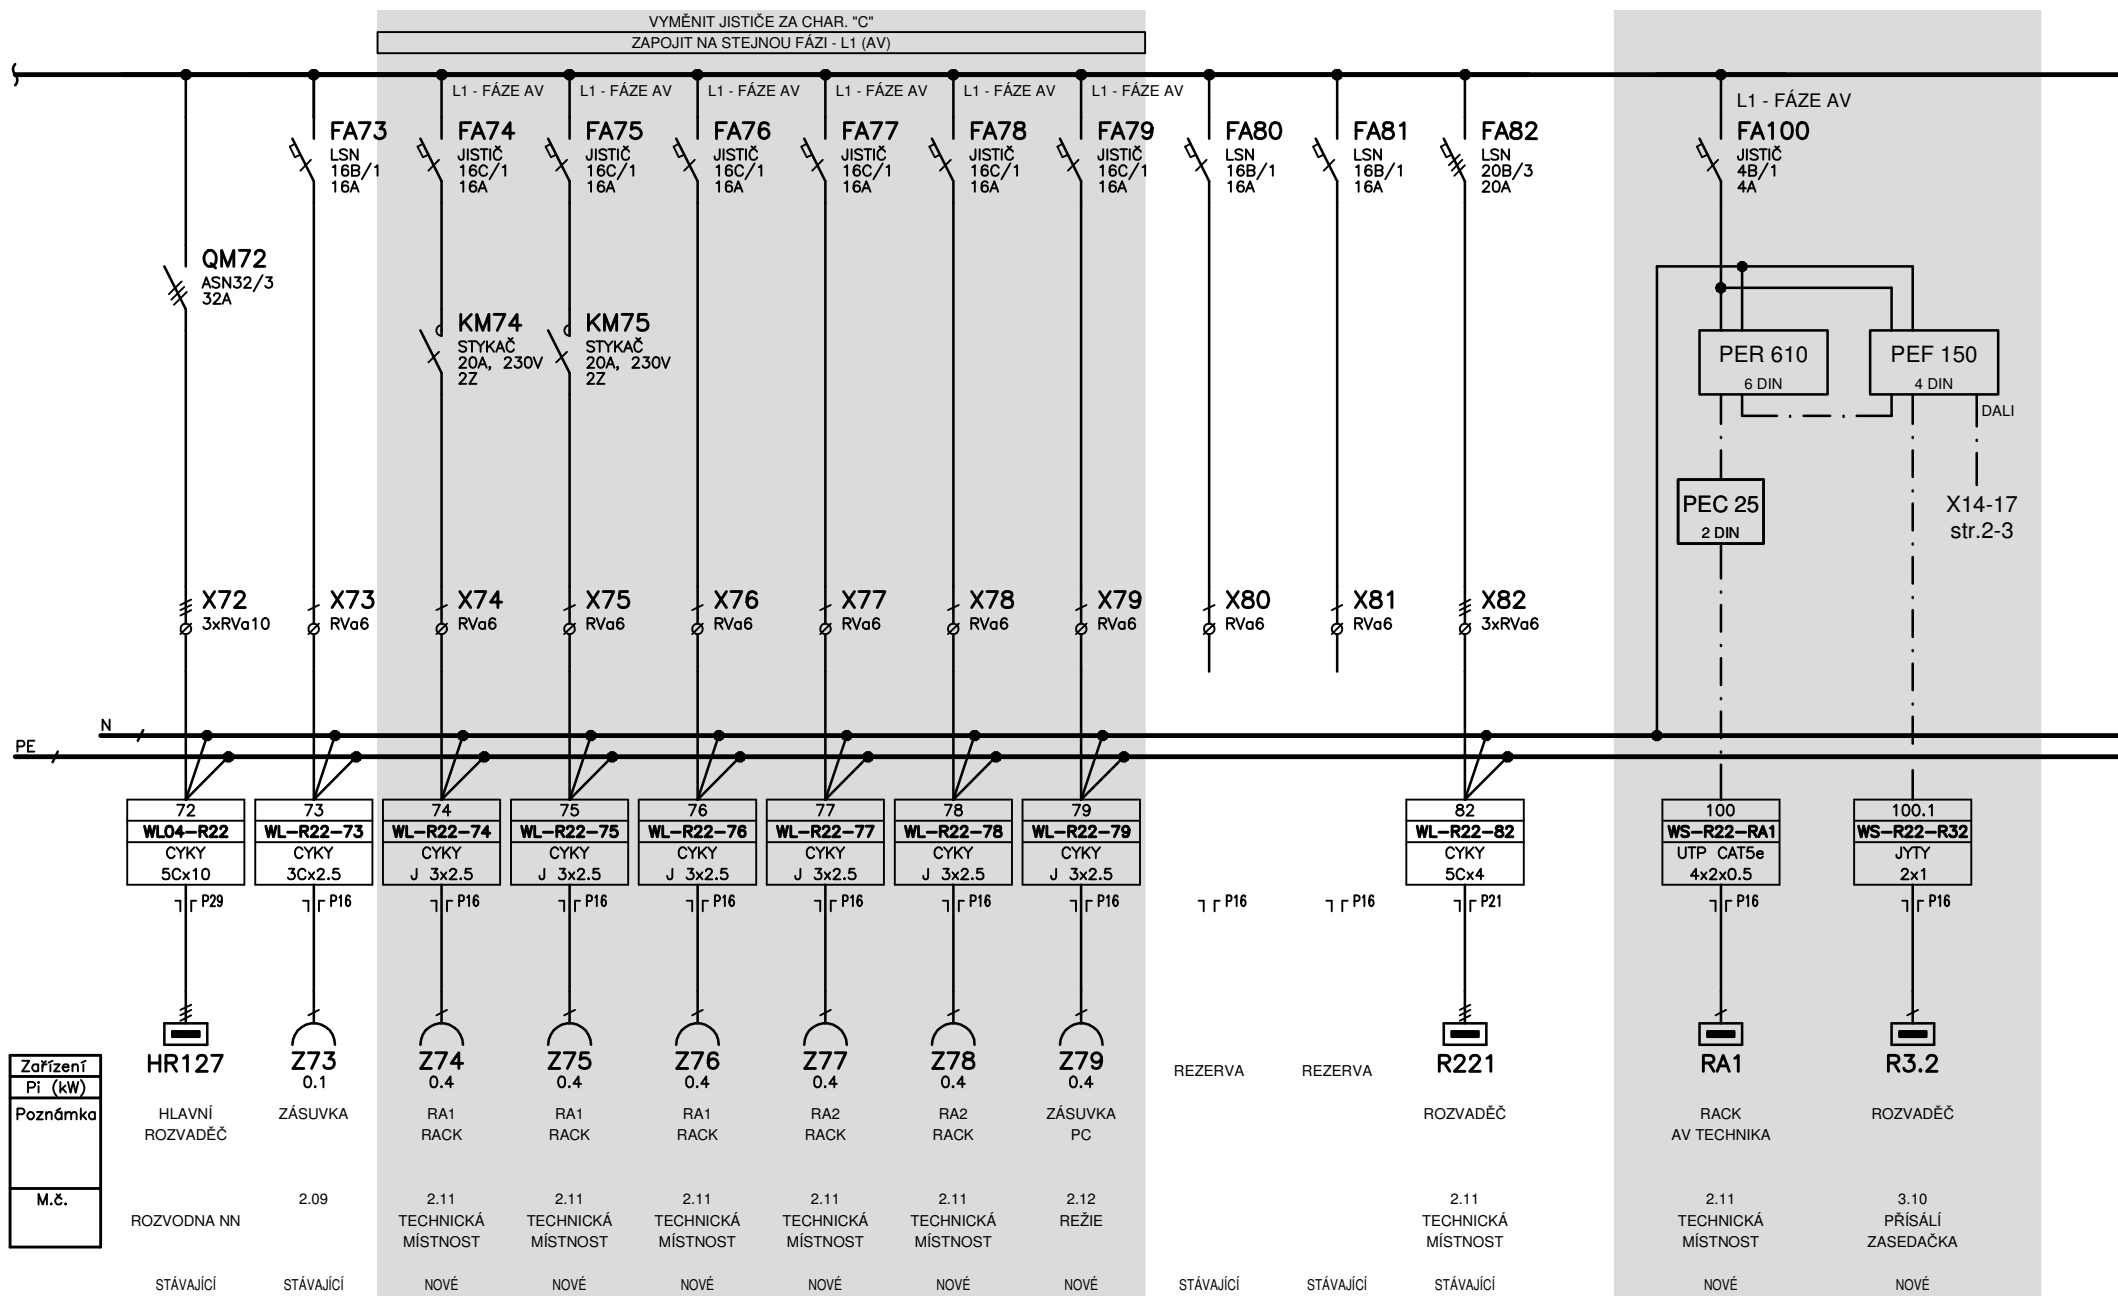 VYMĚNIT JISTIČE ZA CHAR. "C"
ZAPOJIT NA STEJNOU FÁZI - L1 (AV)
L1 - FÁZE AV L1 - FÁZE AV L1 - FÁZE AV L1 - FÁZE AV L1 - FÁZE AV L1 - FÁZE AV L1 - FÁZE AV
FA73 FA74 FA75 FA76 FA77 FA78 FA79 FA80 FA81 FA82 FA100
LSN JISTIČ JISTIČ JISTIČ JISTIČ JISTIČ JISTIČ LSN LSN LSN JISTIČ
16B/1 16C/1 16C/1 16C/1 16C/1 16C/1 16C/1 16B/1 16B/1 20B/3 4B/1
16A 16A 16A 16A 16A 16A 16A 16A 16A 20A 4A
QM72
ASN32/3
32A
KM74 KM75
STYKAČ STYKAČ
20A, 230V 20A, 230V
2Z 2Z
PER 610 PEF 150
6 DIN 4 DIN
DALI
PEC 25
2 DIN
X14-17
str.2-3
X72 X73 X74 X75 X76 X77 X78 X79 X80 X81 X82
3xRVa10 RVa6 RVa6 RVa6 RVa6 RVa6 RVa6 RVa6 RVa6 RVa6 3xRVa6
N
PE
72 73 74 75 76 77 78 79 82 100 100.1
WL04-R22 WL-R22-73 WL-R22-74 WL-R22-75 WL-R22-76 WL-R22-77 WL-R22-78 WL-R22-79 WL-R22-82 WS-R22-RA1 WS-R22-R32
CYKY CYKY CYKY CYKY CYKY CYKY CYKY CYKY CYKY UTP CAT5e JYTY
5Cx10 3Cx2.5 J 3x2.5 J 3x2.5 J 3x2.5 J 3x2.5 J 3x2.5 J 3x2.5 5Cx4 4x2x0.5 2x1
P29 P16 P16 P16 P16 P16 P16 P16 P16 P16 P21 P16 P16
HR127 Z73 Z74 Z75 Z76 Z77 Z78 Z79 REZERVA REZERVA R221 RA1 R3.2
Zařízení
Pi (kW) 0.1 0.4 0.4 0.4 0.4 0.4 0.4
Poznámka HLAVNÍ ZÁSUVKA RA1 RA1 RA1 RA2 RA2 ZÁSUVKA ROZVADĚČ RACK ROZVADĚČ
ROZVADĚČ RACK RACK RACK RACK RACK PC AV TECHNIKA
M.č. 2.09 2.11 2.11 2.11 2.11 2.11 2.12 2.11 2.11 3.10
ROZVODNA NN TECHNICKÁ TECHNICKÁ TECHNICKÁ TECHNICKÁ TECHNICKÁ REŽIE TECHNICKÁ TECHNICKÁ PŘÍSÁLÍ
MÍSTNOST MÍSTNOST MÍSTNOST MÍSTNOST MÍSTNOST MÍSTNOST MÍSTNOST ZASEDAČKA
STÁVAJÍCÍ STÁVAJÍCÍ NOVÉ NOVÉ NOVÉ NOVÉ NOVÉ NOVÉ STÁVAJÍCÍ STÁVAJÍCÍ STÁVAJÍCÍ NOVÉ NOVÉ